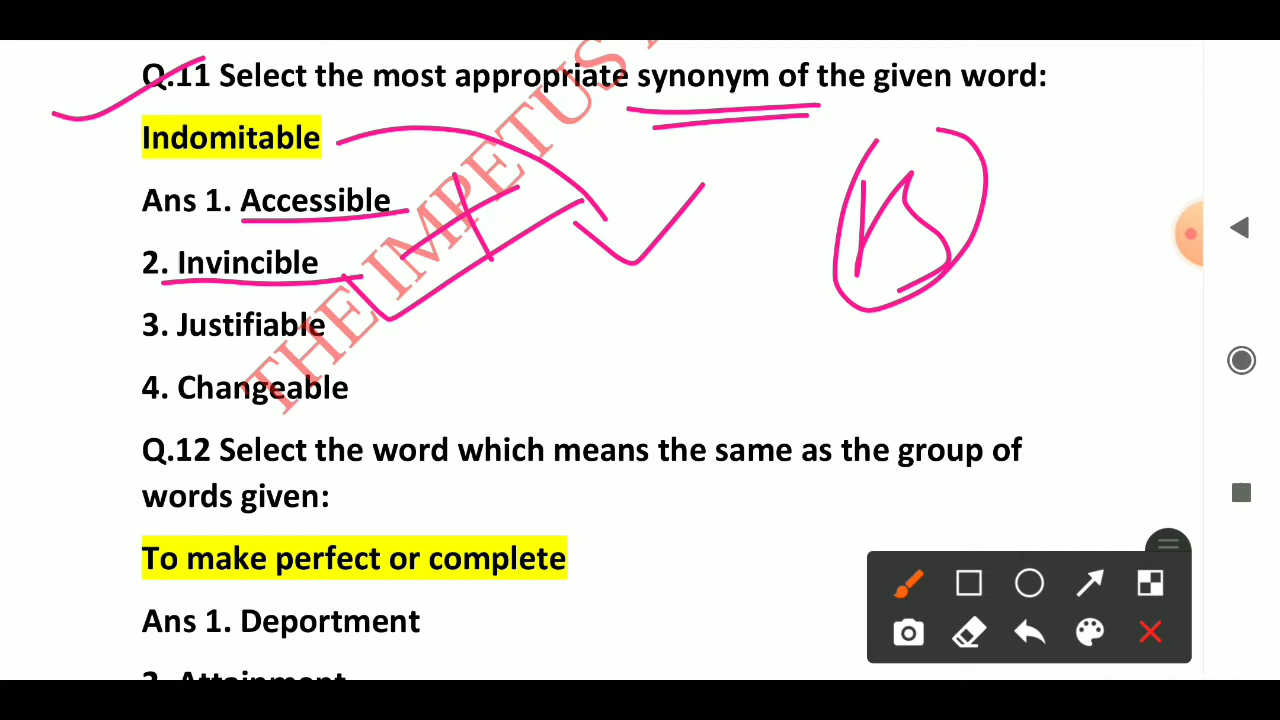 Q.11 Select the most appropriate synonym of the given word:
Indomitable
Ans 1. Accessible
2. Invincible
3. Justifiable
4. Changeable
Q.12 Select the word which means the same as the group of
words given:
To make perfect or complete
Ans 1. Deportment
2. Attainment
THE IMPETUS